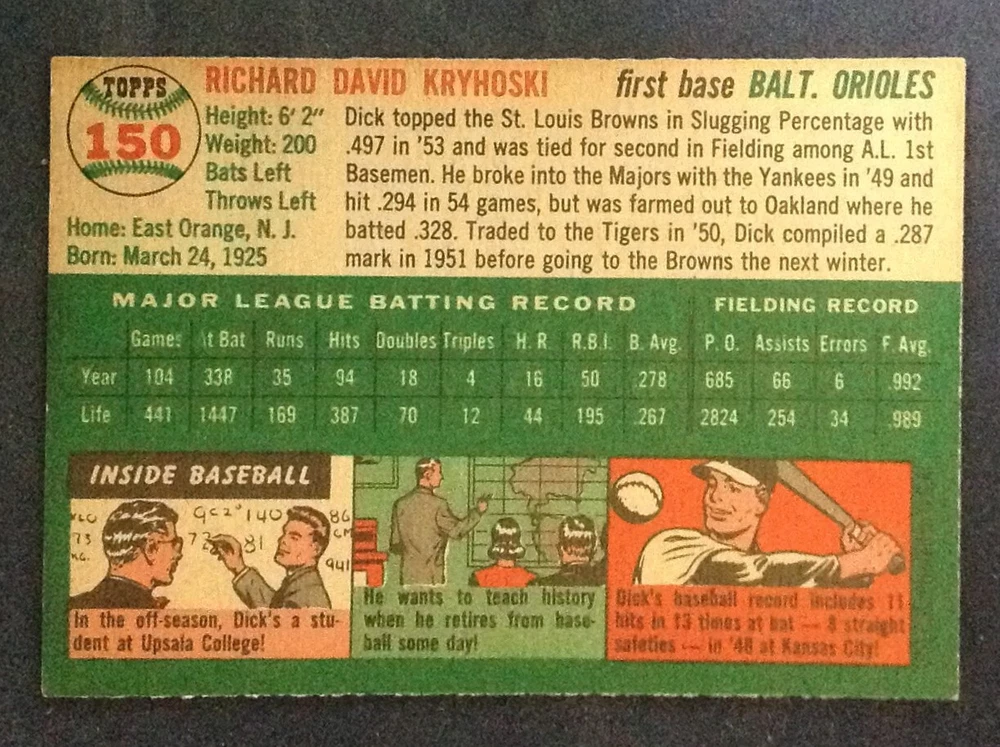 TOPPS
150
RICHARD DAVID KRYHOSKI
first base BALT. ORIOLES
Height: 6' 2"
Weight: 200
Bats Left
Throws Left
Home: East Orange, N. J.
Born: March 24, 1925
Dick topped the St. Louis Browns in Slugging Percentage with
.497 in '53 and was tied for second in Fielding among A.L. 1st
Basemen. He broke into the Majors with the Yankees in '49 and
hit .294 in 54 games, but was farmed out to Oakland where he
batted .328. Traded to the Tigers in '50, Dick compiled a .287
mark in 1951 before going to the Browns the next winter.
MAJOR LEAGUE BATTING RECORD FIELDING RECORD
Games At Bat Runs Hits Doubles Triples H. R. R.B.I. B. Avg. P. O. Assists Errors F. Avg.
Year 104 338 35 94 18 4 16 50 .278 685 66 6 .992
Life 441 1447 169 387 70 12 44 195 .267 2824 254 34 .989
INSIDE BASEBALL
140
86
73
81
941
In the off-season, Dick's a stu-
dent at Upsala College!
He wants to teach history
when he retires from base-
ball some day!
Dick's baseball record includes 11
hits in 13 times at bat — 8 straight
safeties — in '48 at Kansas City!